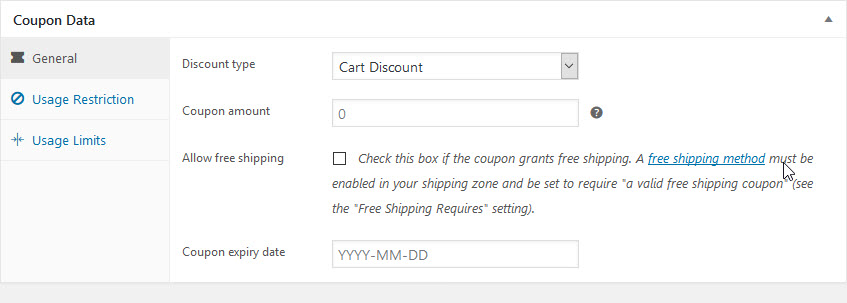 Coupon Data
General
Usage Restriction
Usage Limits
Discount type
Cart Discount
Coupon amount
0
?
Allow free shipping
Check this box if the coupon grants free shipping. A free shipping method must be
enabled in your shipping zone and be set to require "a valid free shipping coupon" (see
the "Free Shipping Requires" setting).
Coupon expiry date
YYYY-MM-DD